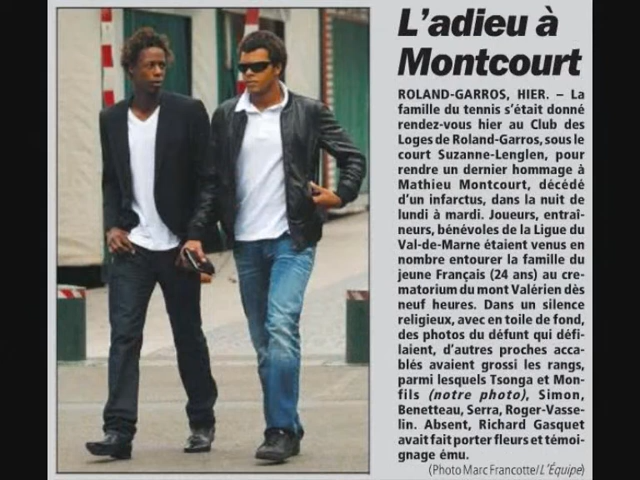 L'adieu à
Montcourt
ROLAND-GARROS, HIER. – La
famille du tennis s'était donné
rendez-vous hier au Club des
Loges de Roland-Garros, sous le
court Suzanne-Lenglen, pour
rendre un dernier hommage à
Mathieu Montcourt, décédé
d'un infarctus, dans la nuit de
lundi à mardi. Joueurs, entraî-
neurs, bénévoles de la Ligue du
Val-de-Marne étaient venus en
nombre entourer la famille du
jeune Français (24 ans) au cre-
matorium du mont Valérien dès
neuf heures. Dans un silence
religieux, avec en toile de fond,
des photos du défunt qui défi-
laient, d'autres proches acca-
blés avaient grossi les rangs,
parmi lesquels Tsonga et Mon-
fils (notre photo), Simon,
Benetteau, Serra, Roger-Vasse-
lin. Absent, Richard Gasquet
avait fait porter fleurs et témoi-
gnage ému.
(Photo Marc Francotte/L'Équipe)